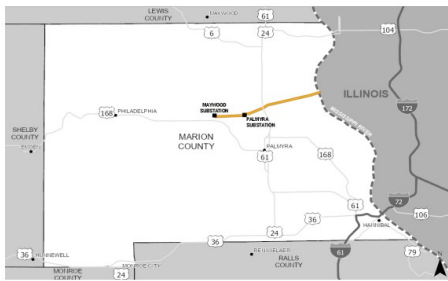 LEWIS
COUNTY
61
6
24
104
ILLINOIS
MAYWOOD
SUBSTATION
PALMYRA
SUBSTATION
168
PHILADELPHIA
172
SHELBY
COUNTY
MARION
COUNTY
PALMYRA
61
168
72
61
36
106
HANNIBAL
24
36
61
79
36
HUNNEWELL
RENSSELAER
RALLS
COUNTY
MONROE CITY
MONROE
COUNTY
24